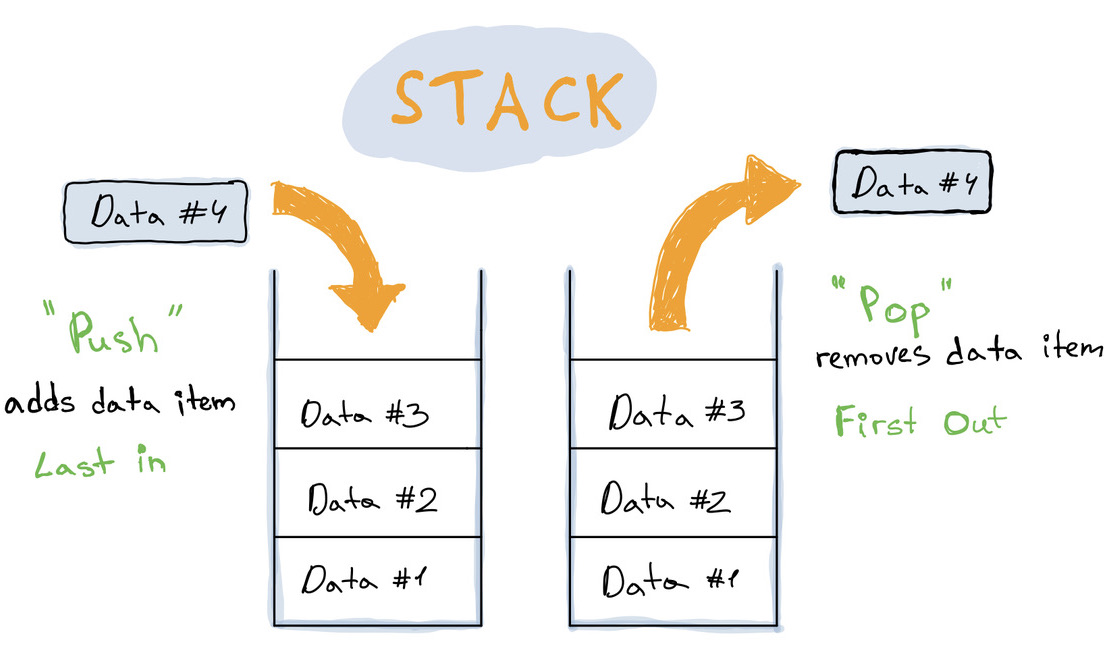 STACK
Data #4
"Push"
adds data item
Last in
Data #3
Data #2
Data #1
Data #4
"Pop"
removes data item
First Out
Data #3
Data #2
Data #1